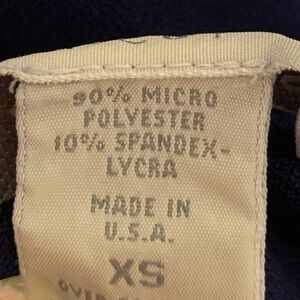 90% MICRO
POLYESTER
10% SPANDEX-
LYCRA
MADE IN
U.S.A.
XS